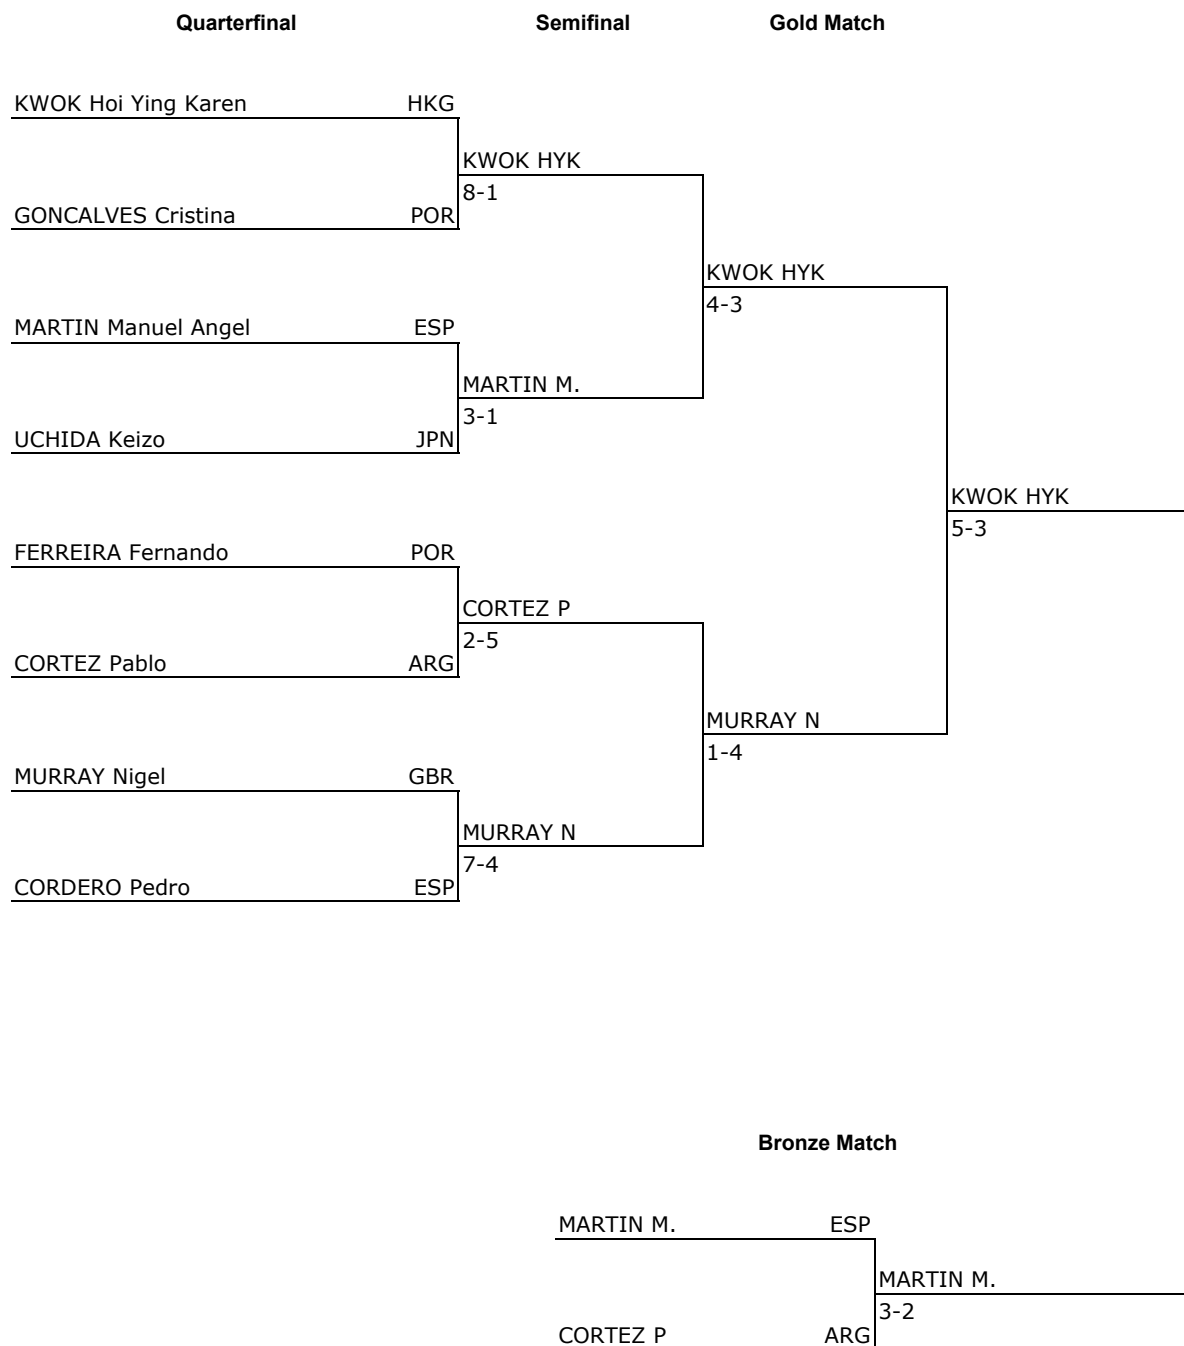 Quarterfinal Semifinal Gold Match
KWOK Hoi Ying Karen HKG
KWOK HYK
8-1
GONCALVES Cristina POR
KWOK HYK
4-3
MARTIN Manuel Angel ESP
MARTIN M.
3-1
UCHIDA Keizo JPN
KWOK HYK
5-3
FERREIRA Fernando POR
CORTEZ P
2-5
CORTEZ Pablo ARG
MURRAY N
1-4
MURRAY Nigel GBR
MURRAY N
7-4
CORDERO Pedro ESP
Bronze Match
MARTIN M. ESP
MARTIN M.
3-2
CORTEZ P ARG